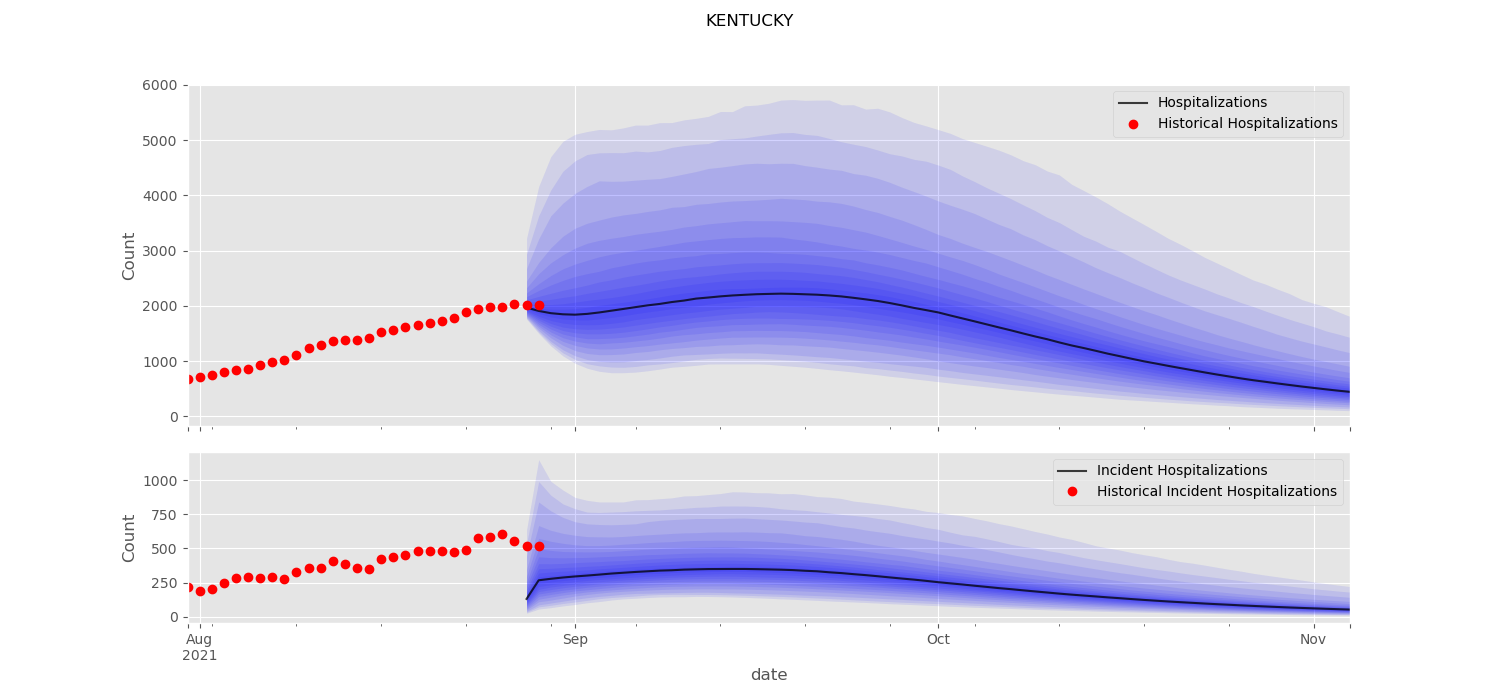 KENTUCKY
6000
5000
4000
3000
2000
1000
0
Count
Hospitalizations
Historical Hospitalizations
1000
750
500
250
0
Count
Incident Hospitalizations
Historical Incident Hospitalizations
Aug
2021
Sep
Oct
Nov
date